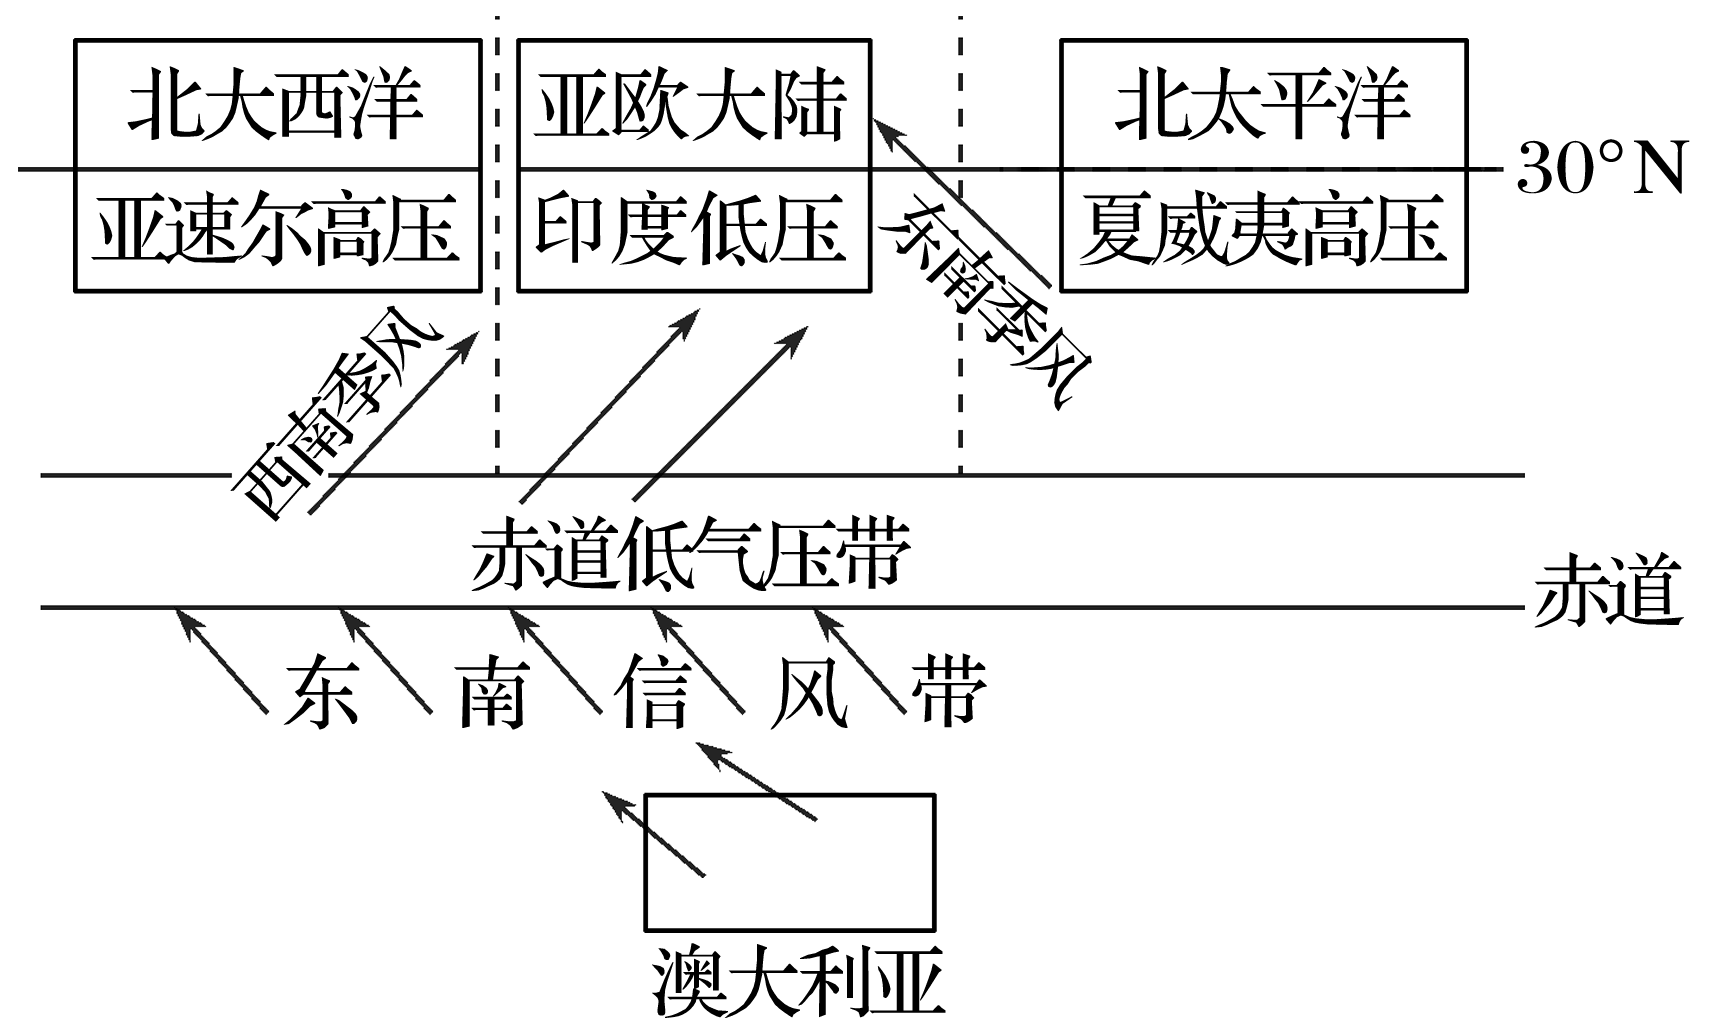 北大西洋
亚欧大陆
北太平洋
30°N
亚速尔高压
印度低压
夏威夷高压
东南季风
西南季风
赤道低气压带
赤道
东南信风带
澳大利亚